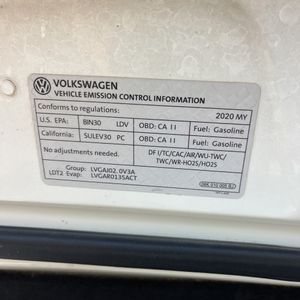 VOLKSWAGEN
VEHICLE EMISSION CONTROL INFORMATION
Conforms to regulations: 2020 MY
U.S. EPA: BIN30 LDV OBD: CA II Fuel: Gasoline
California: SULEV30 PC OBD: CA II Fuel: Gasoline
No adjustments needed. DFI/TC/CAC/AIR/WU-TWC/
TWC/WR-HO2S/HO2S
Group: LVGAJ02.0V3A
LDT2 Evap: LVGAR0135ACT